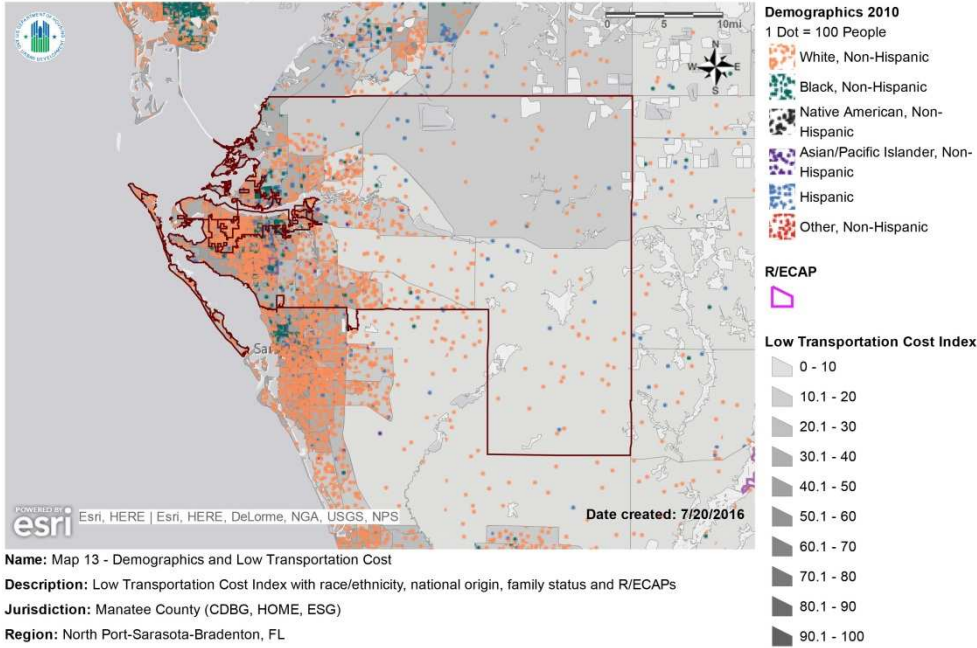 0
5
10mi
N
W
E
S
Sar
POWERED BY
esri
Esri, HERE | Esri, HERE, DeLorme, NGA, USGS, NPS
Date created: 7/20/2016
Name: Map 13 - Demographics and Low Transportation Cost
Description: Low Transportation Cost Index with race/ethnicity, national origin, family status and R/ECAPs
Jurisdiction: Manatee County (CDBG, HOME, ESG)
Region: North Port-Sarasota-Bradenton, FL
Demographics 2010
1 Dot = 100 People
White, Non-Hispanic
Black, Non-Hispanic
Native American, Non-
Hispanic
Asian/Pacific Islander, Non-
Hispanic
Hispanic
Other, Non-Hispanic
R/ECAP
Low Transportation Cost Index
0 - 10
10.1 - 20
20.1 - 30
30.1 - 40
40.1 - 50
50.1 - 60
60.1 - 70
70.1 - 80
80.1 - 90
90.1 - 100